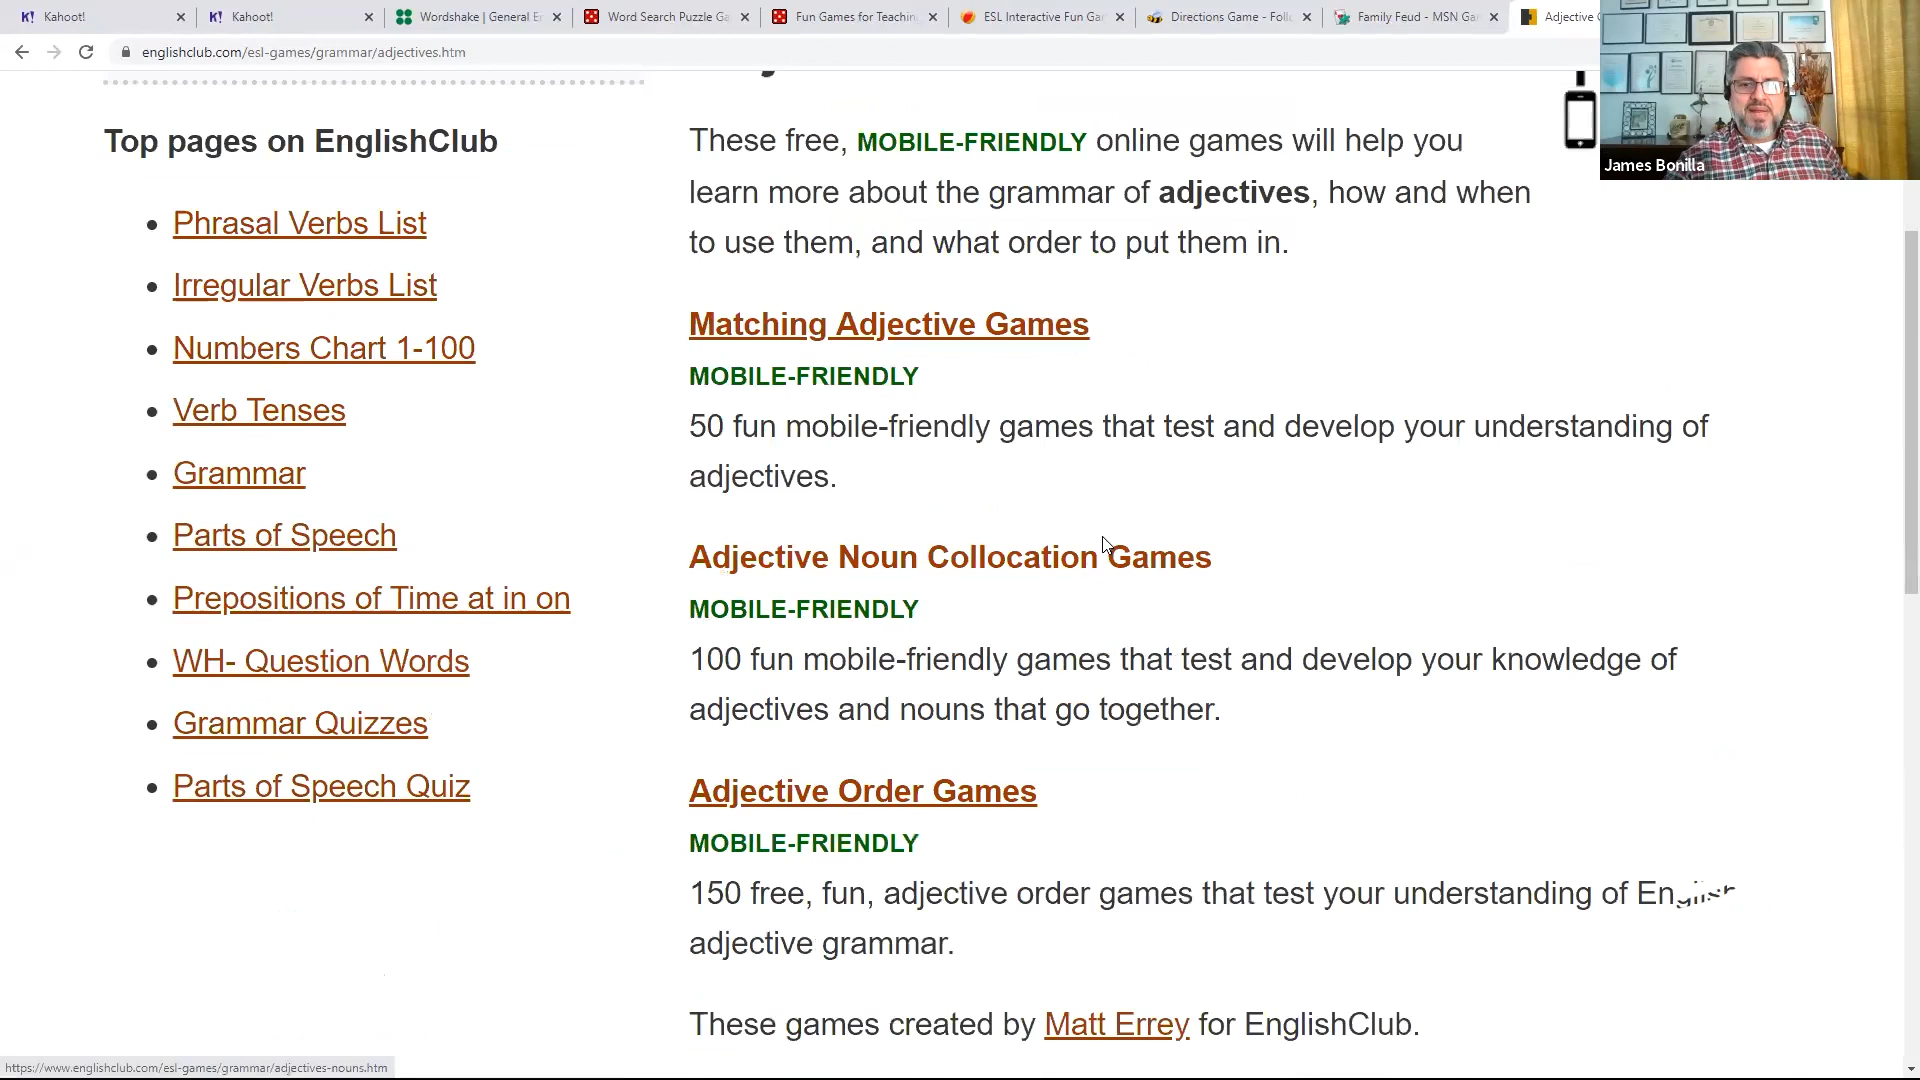 Kahoot!
Kahoot!
Wordshake | General E
Word Search Puzzle Ga
Fun Games for Teachin
ESL Interactive Fun Ga
Directions Game - Foll
Family Feud - MSN Ga
Adjective
englishclub.com/esl-games/grammar/adjectives.htm
James Bonilla
Top pages on EnglishClub
Phrasal Verbs List
Irregular Verbs List
Numbers Chart 1-100
Verb Tenses
Grammar
Parts of Speech
Prepositions of Time at in on
WH- Question Words
Grammar Quizzes
Parts of Speech Quiz
These free, MOBILE-FRIENDLY online games will help you
learn more about the grammar of adjectives, how and when
to use them, and what order to put them in.
Matching Adjective Games
MOBILE-FRIENDLY
50 fun mobile-friendly games that test and develop your understanding of
adjectives.
Adjective Noun Collocation Games
MOBILE-FRIENDLY
100 fun mobile-friendly games that test and develop your knowledge of
adjectives and nouns that go together.
Adjective Order Games
MOBILE-FRIENDLY
150 free, fun, adjective order games that test your understanding of English
adjective grammar.
These games created by Matt Errey for EnglishClub.
https://www.englishclub.com/esl-games/grammar/adjectives-nouns.htm